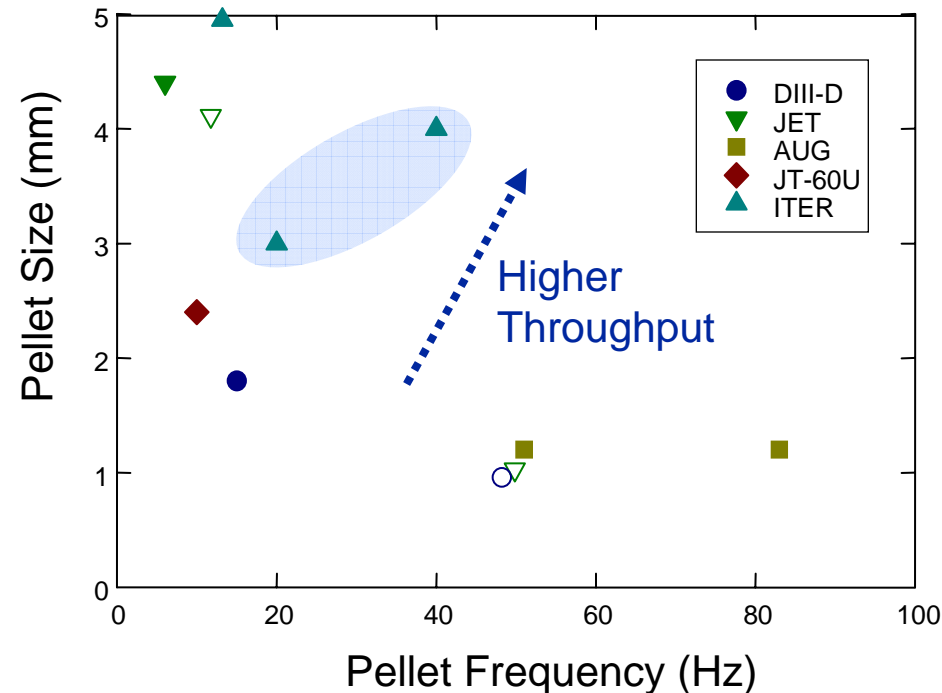 5
4
3
2
1
0
Pellet Size (mm)
DIII-D
JET
AUG
JT-60U
ITER
Higher
Throughput
0
20
40
60
80
100
Pellet Frequency (Hz)